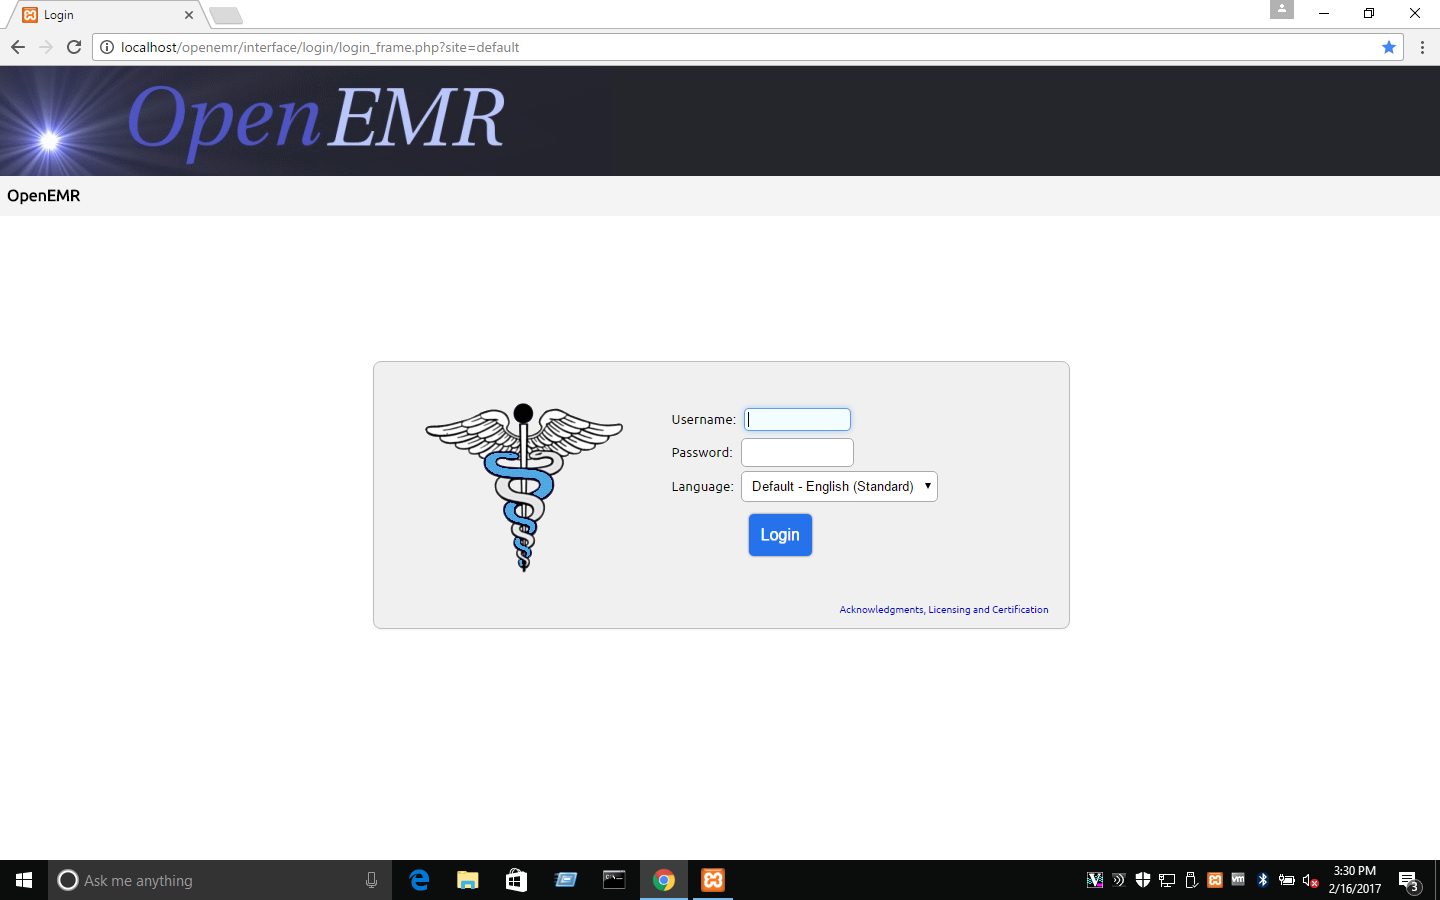 Login
localhost/openemr/interface/login/login_frame.php?site=default
OpenEMR
OpenEMR
Username:
Password:
Language: Default - English (Standard)
Login
Acknowledgments, Licensing and Certification
Ask me anything
3:30 PM
2/16/2017
3